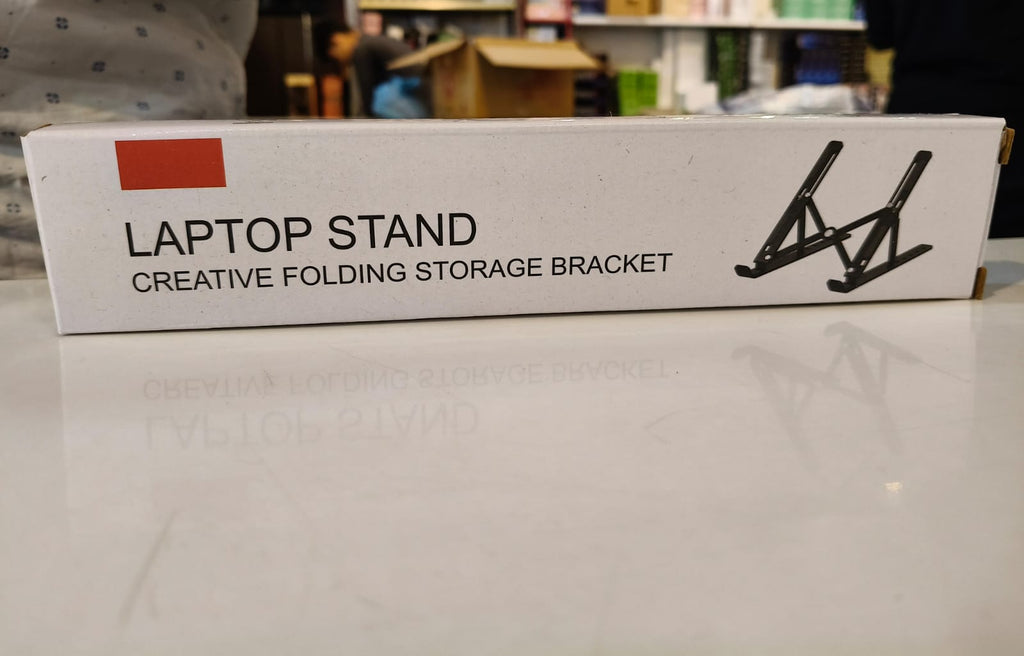 LAPTOP STAND
CREATIVE FOLDING STORAGE BRACKET